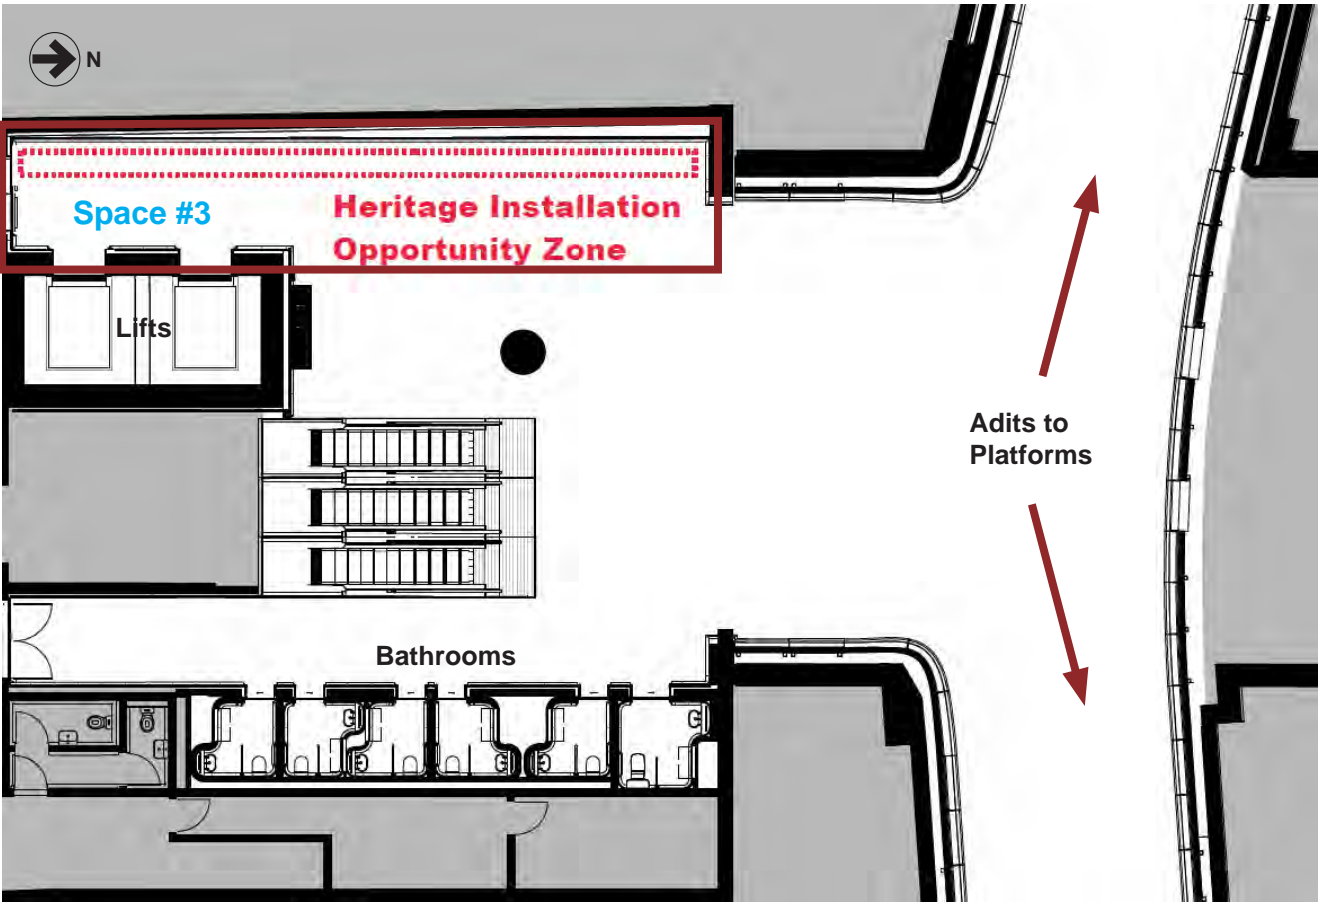 N
Space #3
Heritage Installation
Opportunity Zone
Lifts
Adits to
Platforms
Bathrooms